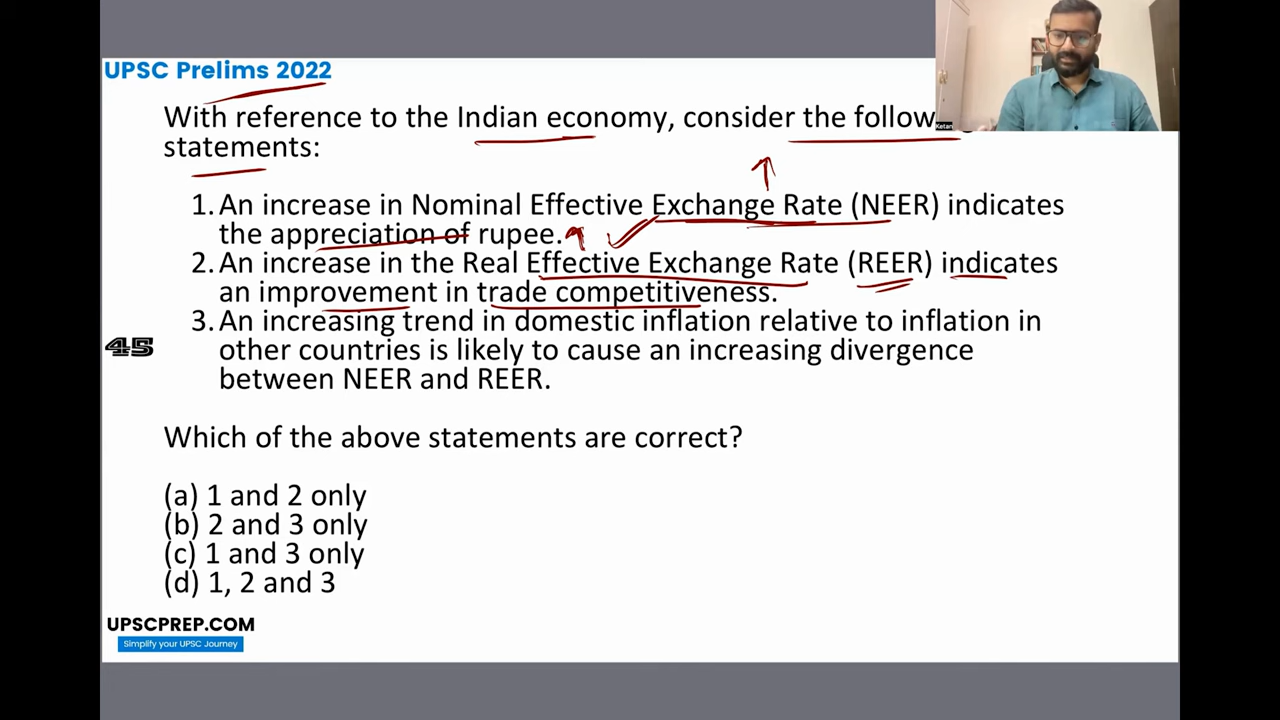 UPSC Prelims 2022
With reference to the Indian economy, consider the follow
statements:
1. An increase in Nominal Effective Exchange Rate (NEER) indicates
the appreciation of rupee.
2. An increase in the Real Effective Exchange Rate (REER) indicates
an improvement in trade competitiveness.
3. An increasing trend in domestic inflation relative to inflation in
45
other countries is likely to cause an increasing divergence
between NEER and REER.
Which of the above statements are correct?
(a) 1 and 2 only
(b) 2 and 3 only
(c) 1 and 3 only
(d) 1, 2 and 3
UPSCPREP.COM
Simplify your UPSC Journey
Ketan